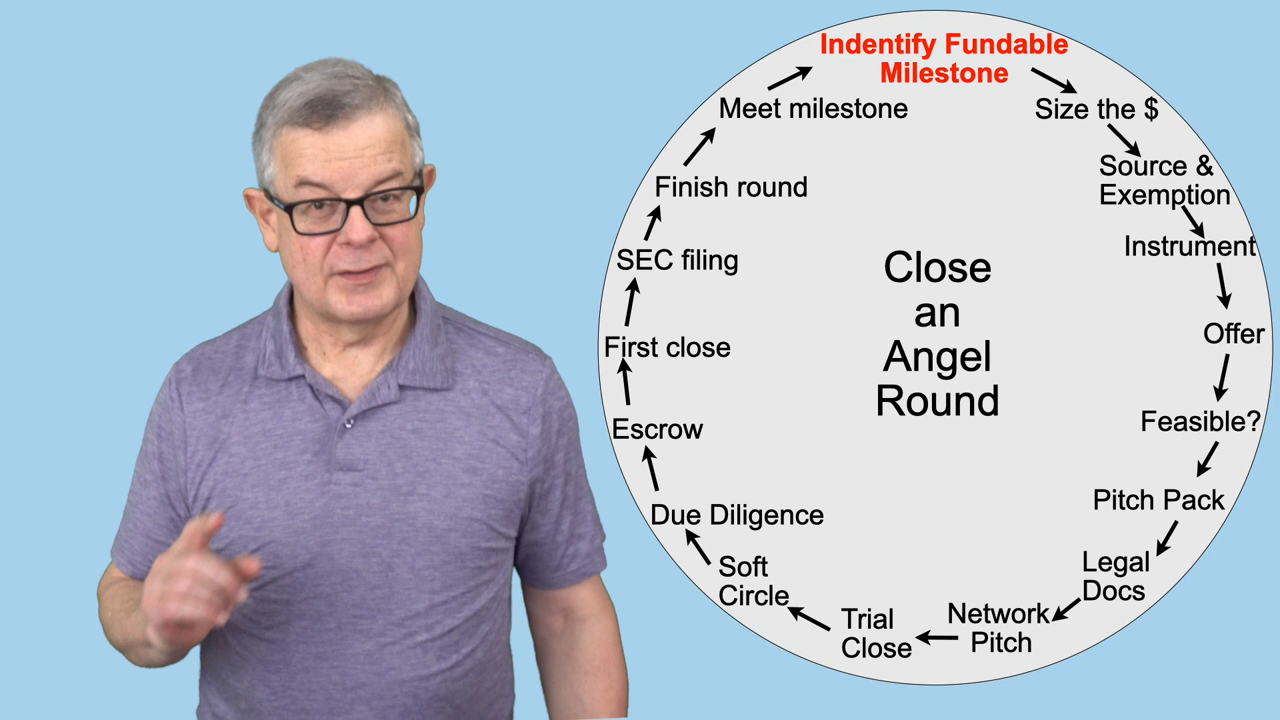 Indentify Fundable
Milestone
Size the $
Source &
Exemption
Instrument
Offer
Feasible?
Pitch Pack
Legal
Docs
Network
Pitch
Trial
Close
Soft
Circle
Due Diligence
Escrow
First close
SEC filing
Finish round
Meet milestone
Close
an
Angel
Round